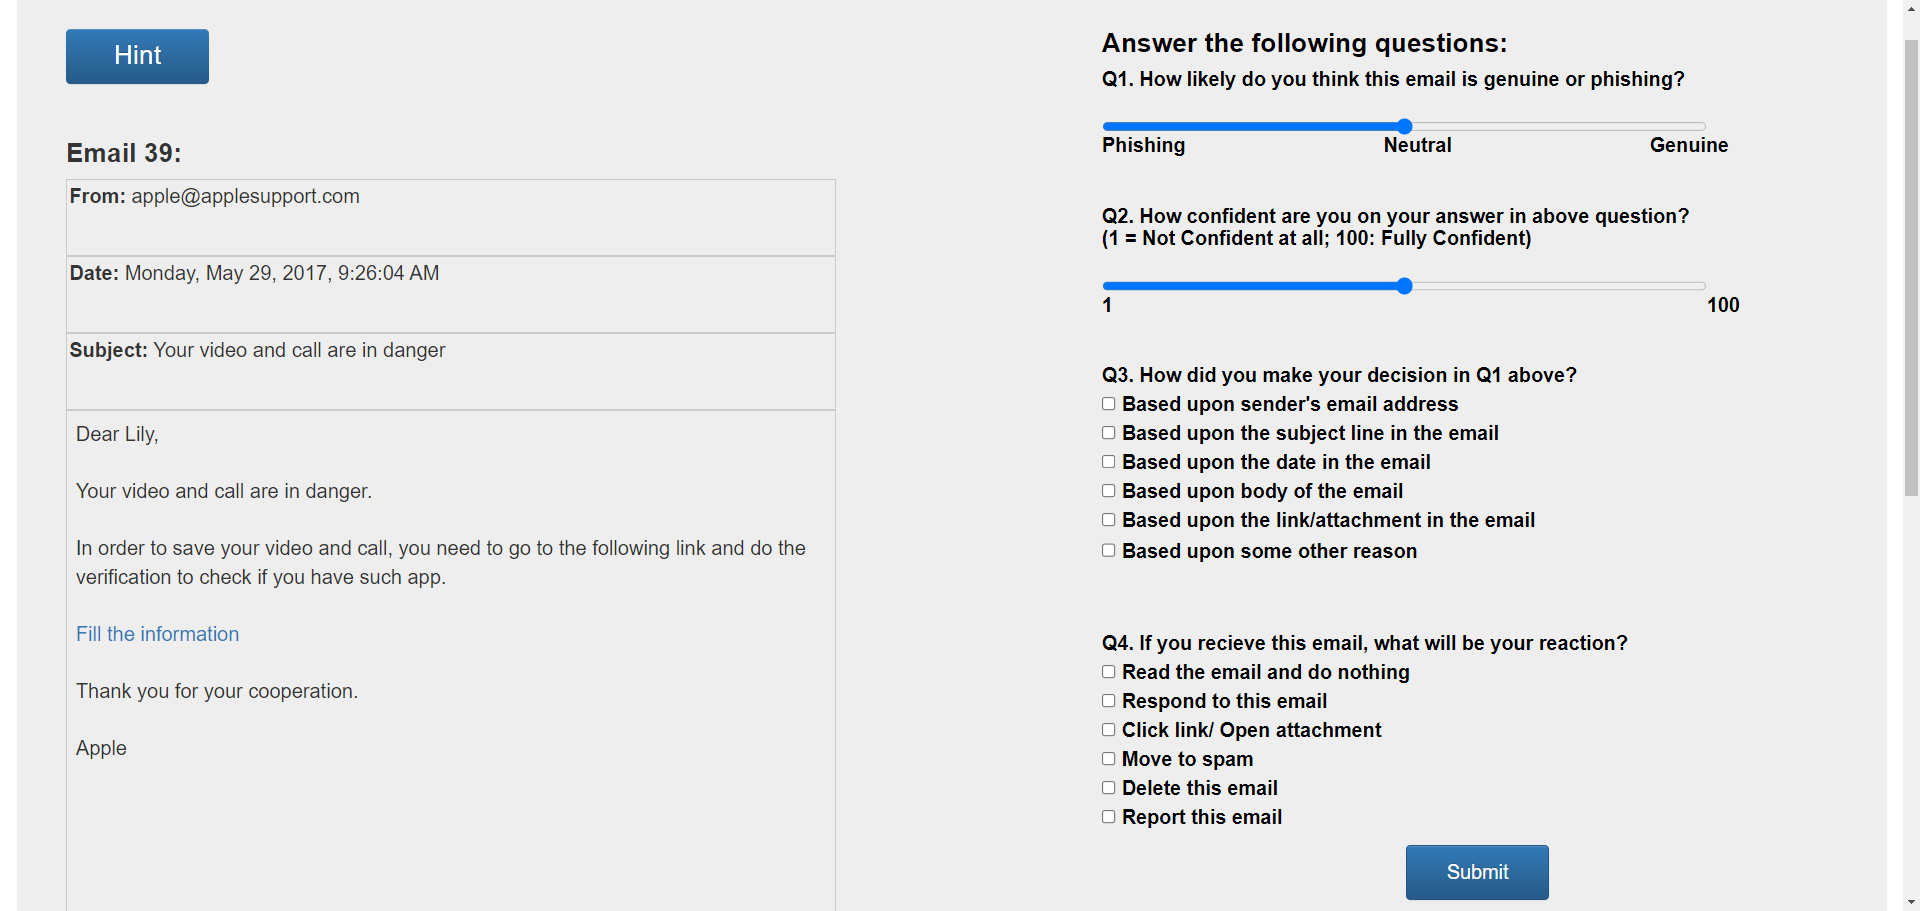 Hint
Email 39:
From: apple@applesupport.com
Date: Monday, May 29, 2017, 9:26:04 AM
Subject: Your video and call are in danger
Dear Lily,
Your video and call are in danger.
In order to save your video and call, you need to go to the following link and do the
verification to check if you have such app.
Fill the information
Thank you for your cooperation.
Apple
Answer the following questions:
Q1. How likely do you think this email is genuine or phishing?
Phishing Neutral Genuine
Q2. How confident are you on your answer in above question?
(1 = Not Confident at all; 100: Fully Confident)
1 100
Q3. How did you make your decision in Q1 above?
Based upon sender's email address
Based upon the subject line in the email
Based upon the date in the email
Based upon body of the email
Based upon the link/attachment in the email
Based upon some other reason
Q4. If you recieve this email, what will be your reaction?
Read the email and do nothing
Respond to this email
Click link/ Open attachment
Move to spam
Delete this email
Report this email
Submit